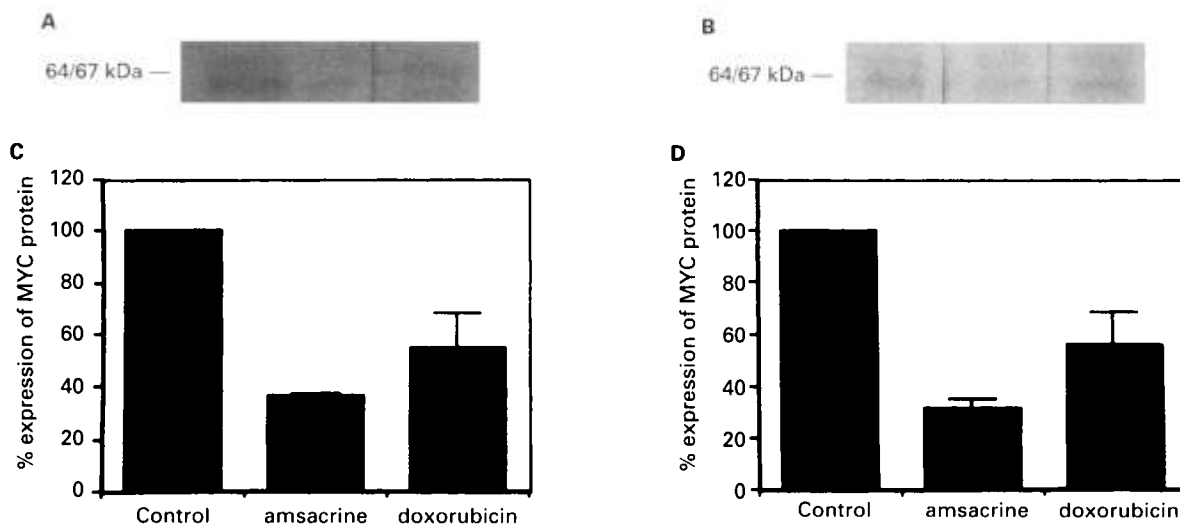 A
64/67 kDa —
B
64/67 kDa —
C
% expression of MYC protein
120
100
80
60
40
20
0
Control amsacrine doxorubicin
D
% expression of MYC protein
120
100
80
60
40
20
0
Control amsacrine doxorubicin